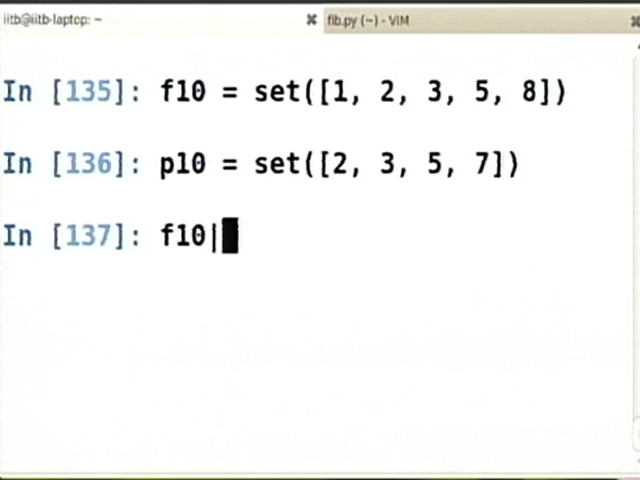 iitb@iitb-laptop: ~ ✖ fib.py (~) - VIM
In [135]: f10 = set([1, 2, 3, 5, 8])
In [136]: p10 = set([2, 3, 5, 7])
In [137]: f10|